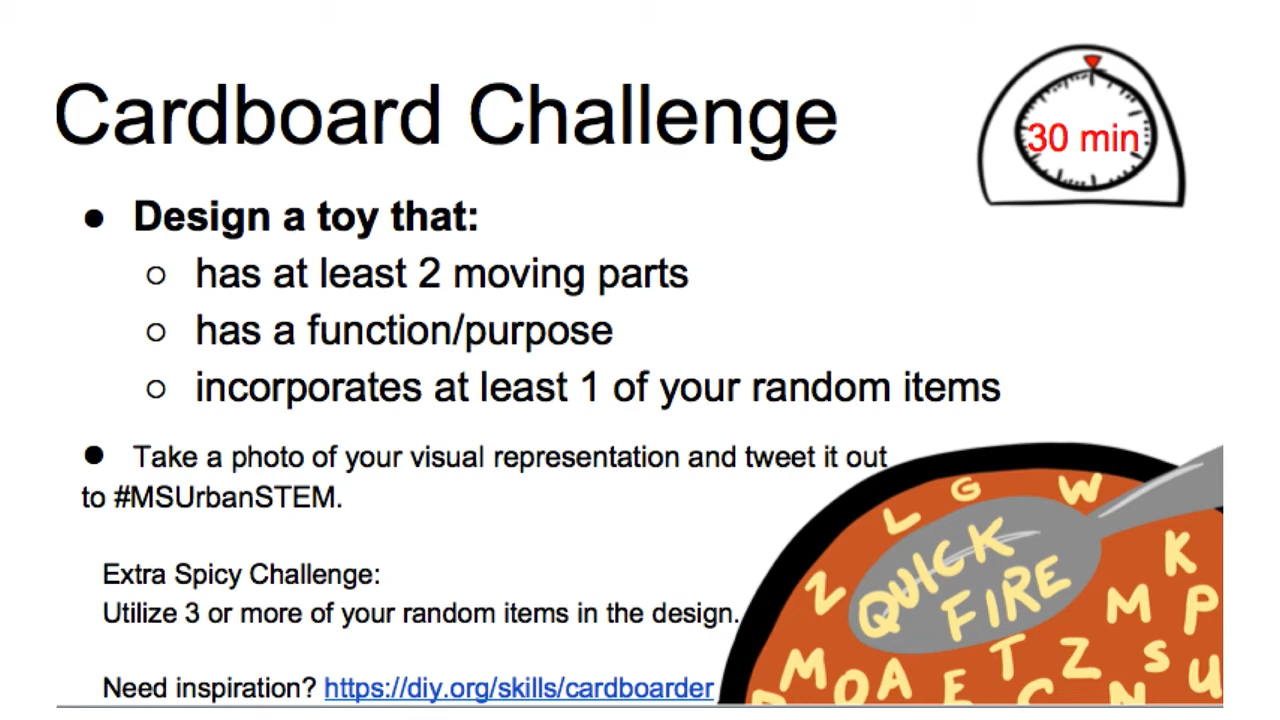 Cardboard Challenge
30 min
● Design a toy that:
○ has at least 2 moving parts
○ has a function/purpose
○ incorporates at least 1 of your random items
● Take a photo of your visual representation and tweet it out
to #MSUrbanSTEM.
Extra Spicy Challenge:
Utilize 3 or more of your random items in the design.
Need inspiration? https://diy.org/skills/cardboarder
L G W
QUICK
FIRE
K
Z
M P
M O A E T Z S U
C N